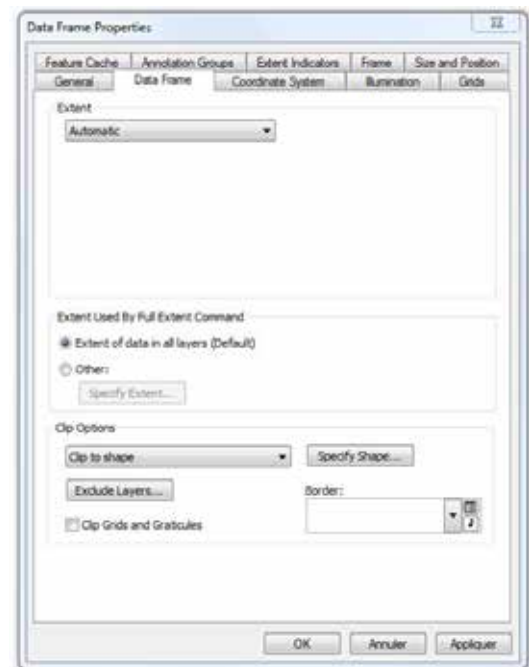 Data Frame Properties
Feature Cache Annotation Groups Extent Indicators Frame Size and Position
General Data Frame Coordinate System Illumination Grids
Extent
Automatic
Extent Used By Full Extent Command
Extent of data in all layers (Default)
Other:
Specify Extent...
Clip Options
Clip to shape Specify Shape...
Exclude Layers... Border:
Clip Grids and Graticules
OK Annuler Appliquer